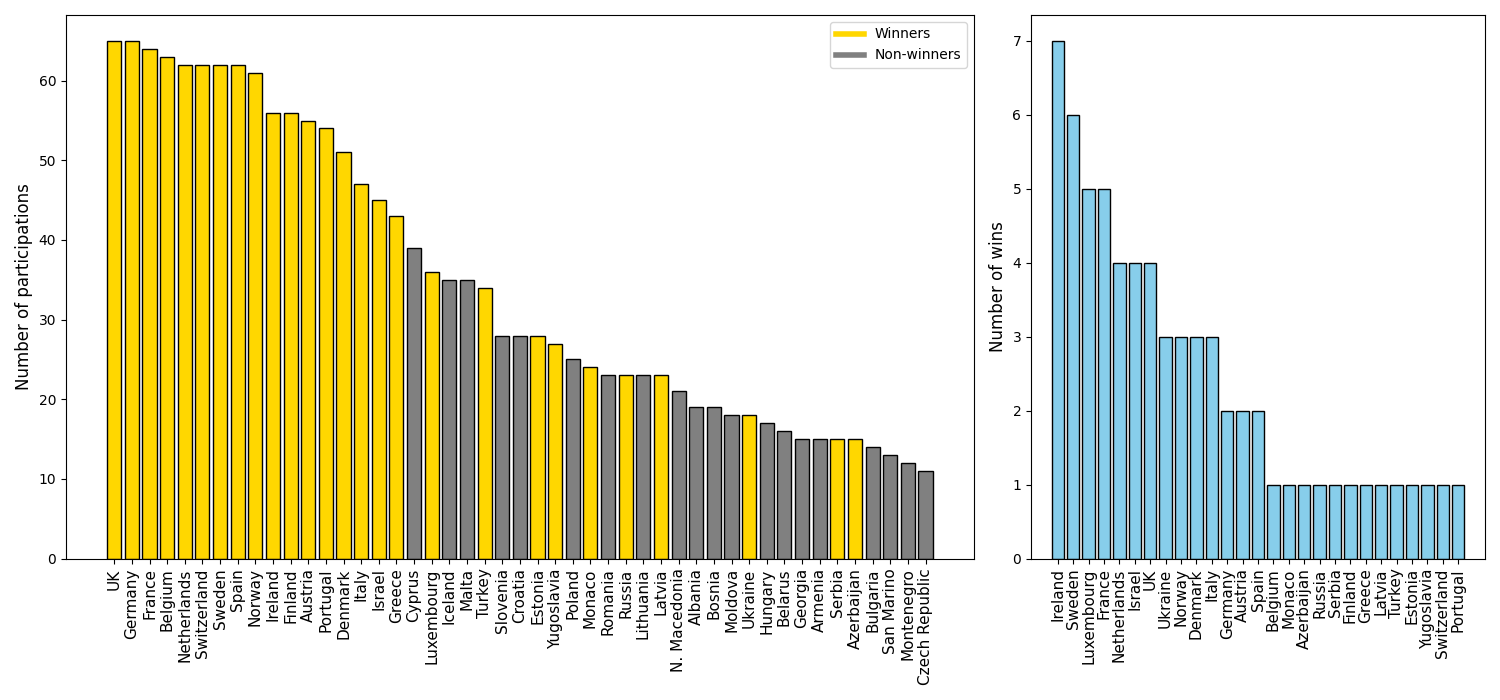 Number of participations
60
50
40
30
20
10
0
Winners
Non-winners
UK
Germany
France
Belgium
Netherlands
Switzerland
Sweden
Spain
Norway
Ireland
Finland
Austria
Portugal
Denmark
Italy
Israel
Greece
Cyprus
Luxembourg
Iceland
Malta
Turkey
Slovenia
Croatia
Estonia
Yugoslavia
Poland
Monaco
Romania
Russia
Lithuania
Latvia
N. Macedonia
Albania
Bosnia
Moldova
Ukraine
Hungary
Belarus
Georgia
Armenia
Serbia
Azerbaijan
Bulgaria
San Marino
Montenegro
Czech Republic
Number of wins
7
6
5
4
3
2
1
0
Ireland
Sweden
Luxembourg
France
Netherlands
Israel
UK
Ukraine
Norway
Denmark
Italy
Germany
Austria
Spain
Belgium
Monaco
Azerbaijan
Russia
Serbia
Finland
Greece
Latvia
Turkey
Estonia
Yugoslavia
Switzerland
Portugal